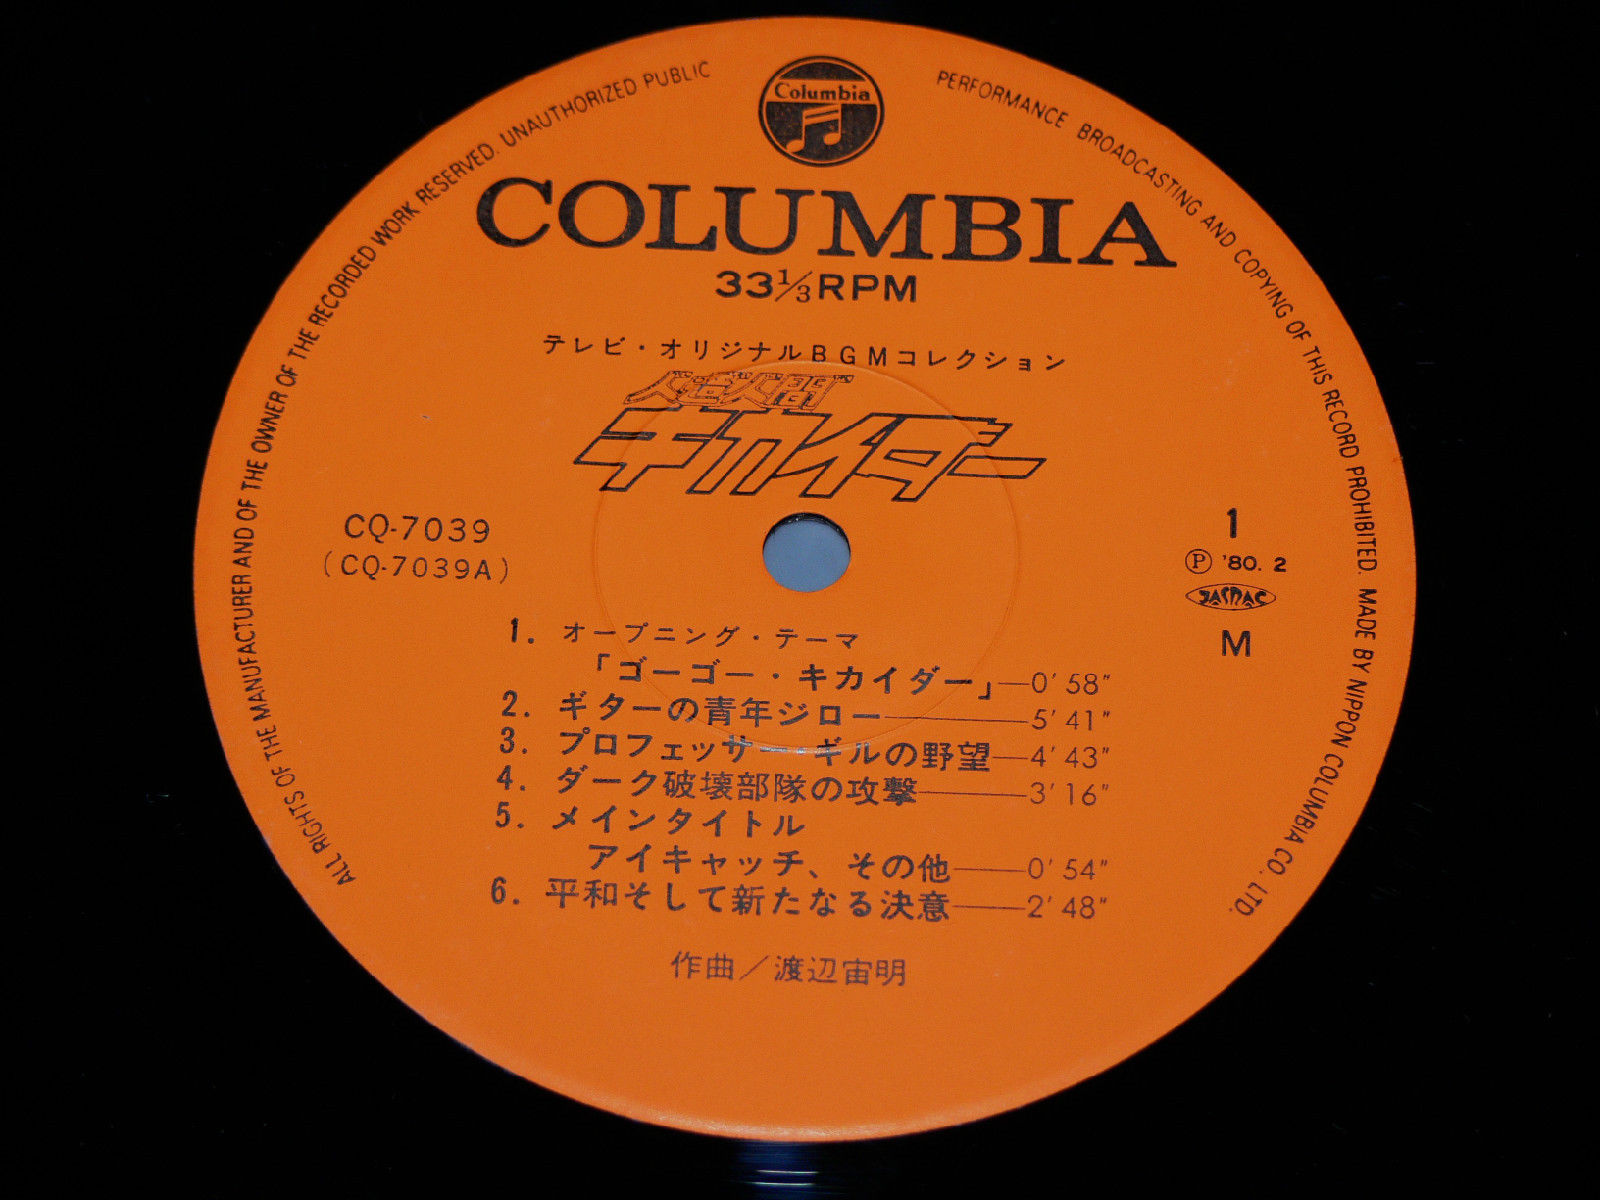 Columbia
COLUMBIA
33⅓RPM
テレビ・オリジナルBGMコレクション
人造人間
キカイダー
CQ-7039
(CQ-7039A)
1
Ⓟ '80. 2
JASRAC
M
1. オープニング・テーマ
「ゴーゴー・キカイダー」—0′58″
2. ギターの青年ジロー—5′41″
3. プロフェッサー・ギルの野望—4′43″
4. ダーク破壊部隊の攻撃—3′16″
5. メインタイトル
アイキャッチ、その他—0′54″
6. 平和そして新たなる決意—2′48″
作曲／渡辺宙明
ALL RIGHTS OF THE MANUFACTURER AND OF THE OWNER OF THE RECORDED WORK RESERVED. UNAUTHORIZED PUBLIC PERFORMANCE BROADCASTING AND COPYING OF THIS RECORD PROHIBITED. MADE BY NIPPON COLUMBIA CO. LTD.